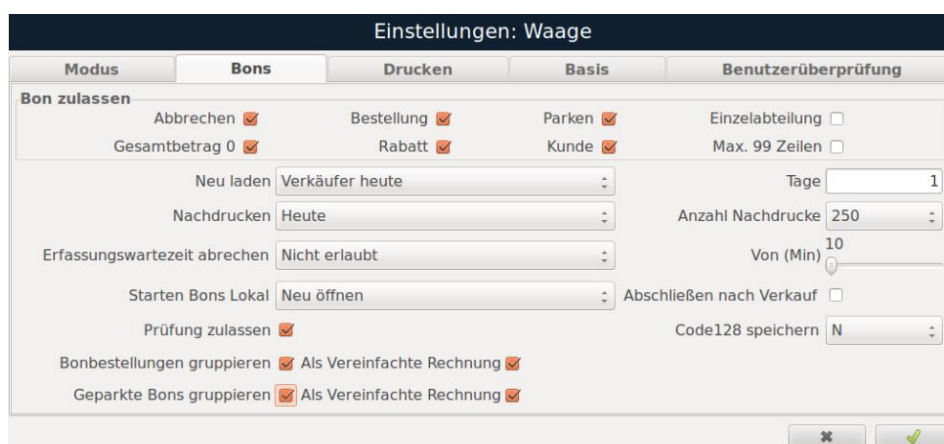 Einstellungen: Waage
Modus Bons Drucken Basis Benutzerüberprüfung
Bon zulassen
Abbrechen Bestellung Parken Einzelabteilung
Gesamtbetrag 0 Rabatt Kunde Max. 99 Zeilen
Neu laden Verkäufer heute Tage 1
Nachdrucken Heute Anzahl Nachdrucke 250
Erfassungswartezeit abrechen Nicht erlaubt Von (Min) 10
Starten Bons Lokal Neu öffnen Abschließen nach Verkauf
Prüfung zulassen Code128 speichern N
Bonbestellungen gruppieren Als Vereinfachte Rechnung
Geparkte Bons gruppieren Als Vereinfachte Rechnung